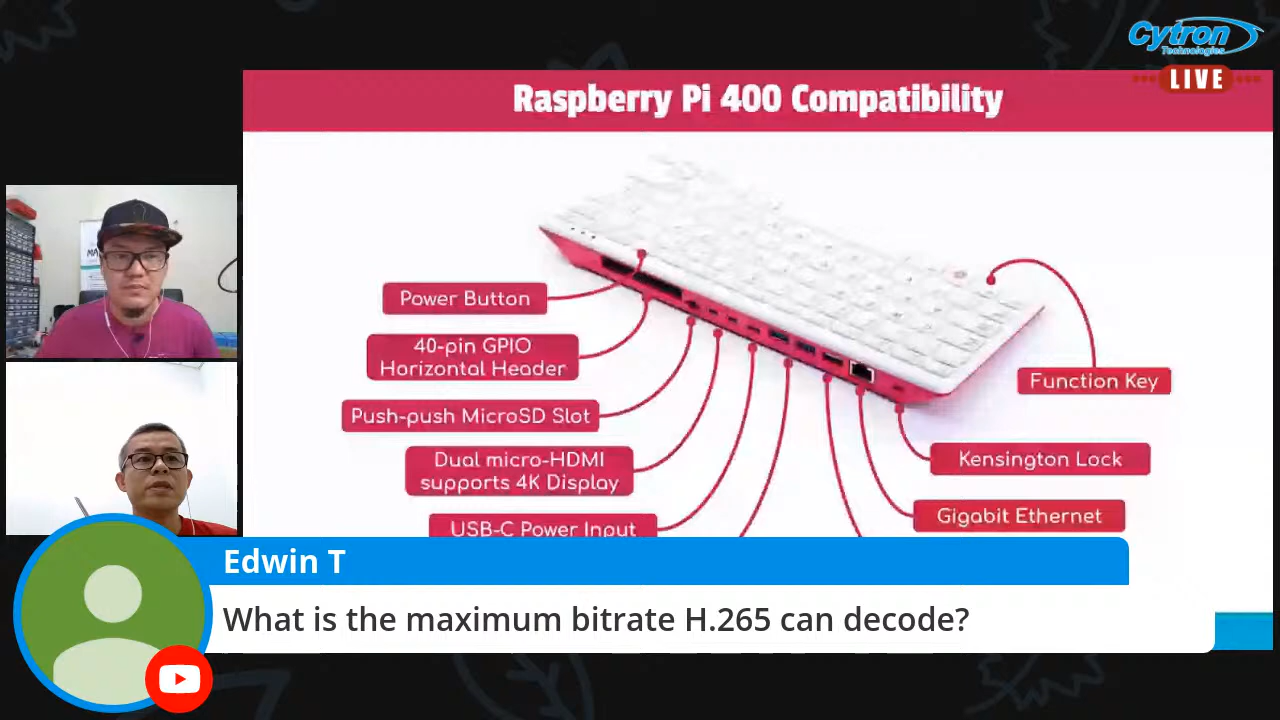 Cytron
Technologies
LIVE
Raspberry Pi 400 Compatibility
Power Button
40-pin GPIO
Horizontal Header
Push-push MicroSD Slot
Dual micro-HDMI
supports 4K Display
USB-C Power Input
Function Key
Kensington Lock
Gigabit Ethernet
Edwin T
What is the maximum bitrate H.265 can decode?